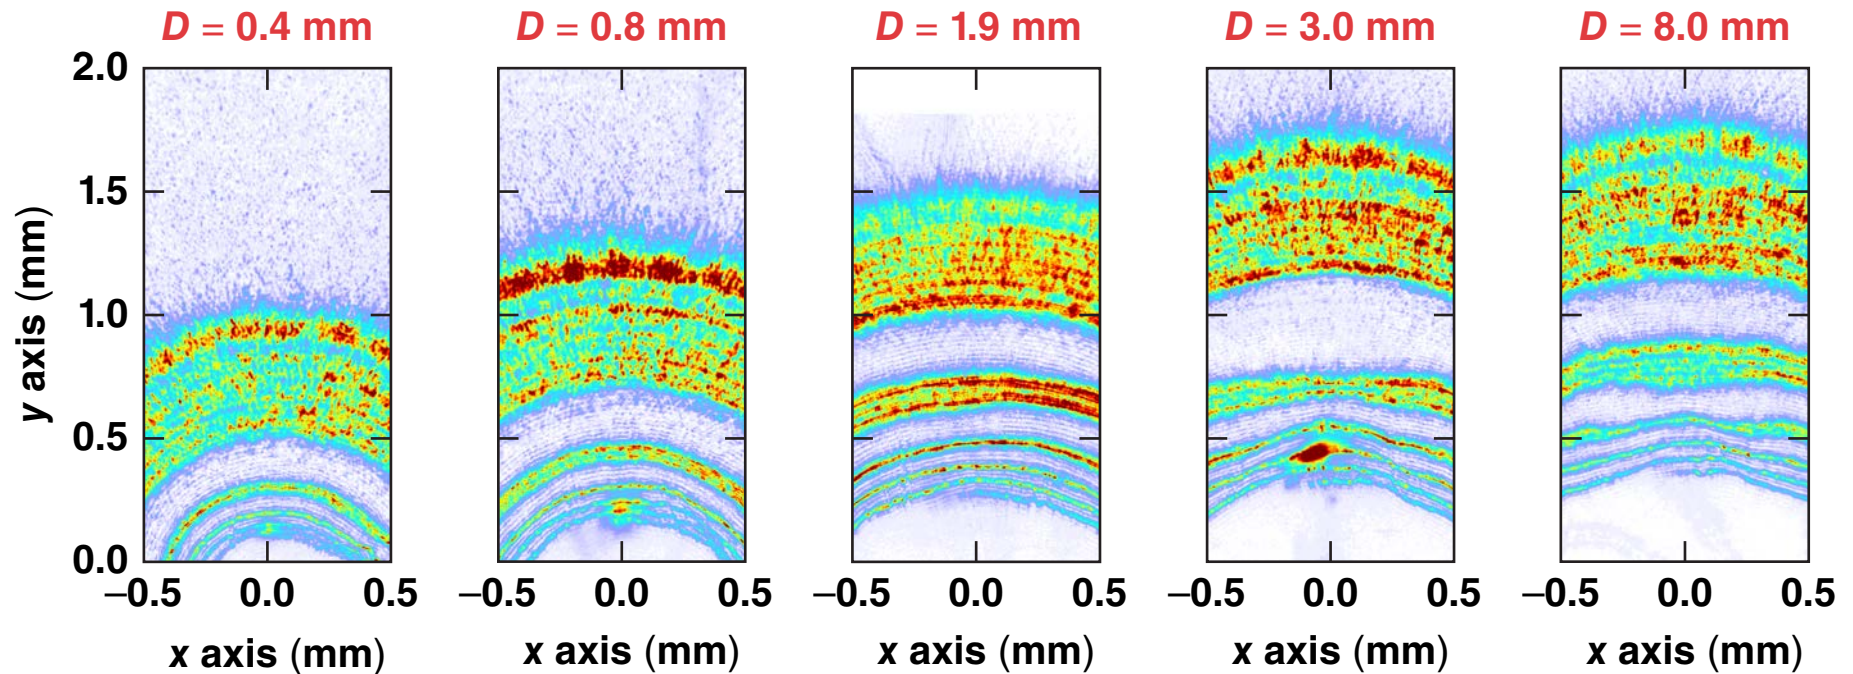 D = 0.4 mm D = 0.8 mm D = 1.9 mm D = 3.0 mm D = 8.0 mm
2.0
1.5
1.0
0.5
0.0
y axis (mm)
–0.5 0.0 0.5 –0.5 0.0 0.5 –0.5 0.0 0.5 –0.5 0.0 0.5 –0.5 0.0 0.5
x axis (mm) x axis (mm) x axis (mm) x axis (mm) x axis (mm)